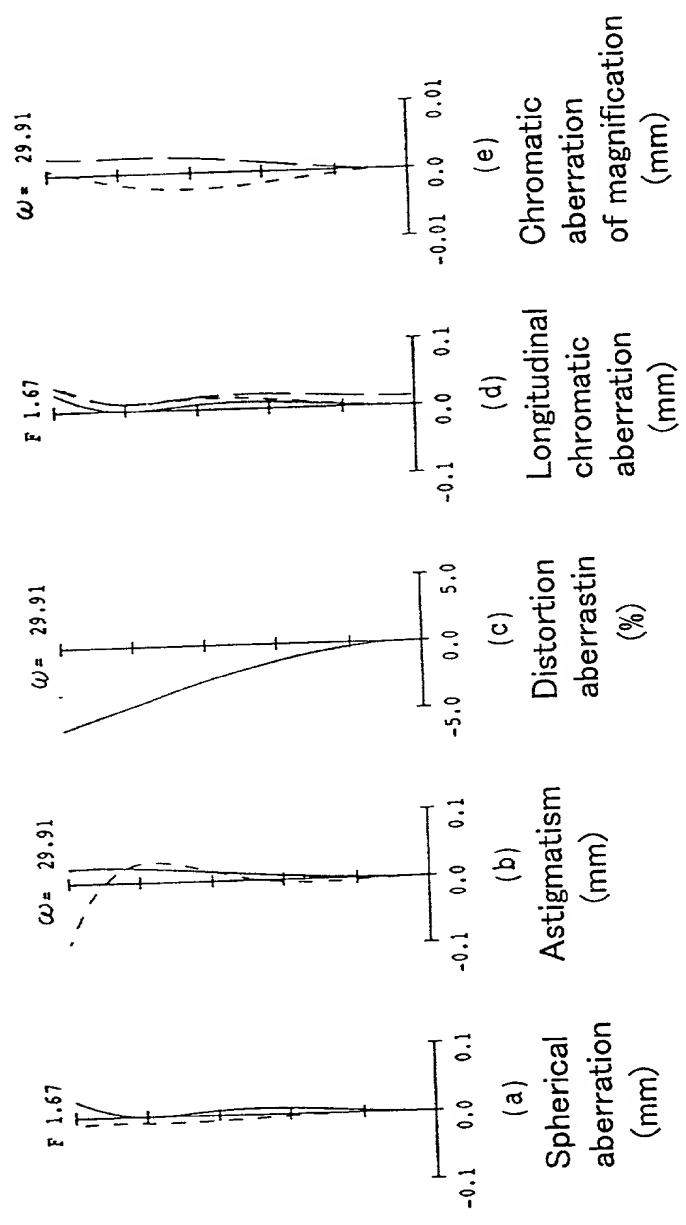 F 1.67
-0.1 0.0 0.1
(a)
Spherical
aberration
(mm)
ω= 29.91
-0.1 0.0 0.1
(b)
Astigmatism
(mm)
ω= 29.91
-5.0 0.0 5.0
(c)
Distortion
aberrastin
(%)
F 1.67
-0.1 0.0 0.1
(d)
Longitudinal
chromatic
aberration
(mm)
ω= 29.91
-0.01 0.0 0.01
(e)
Chromatic
aberration
of magnification
(mm)